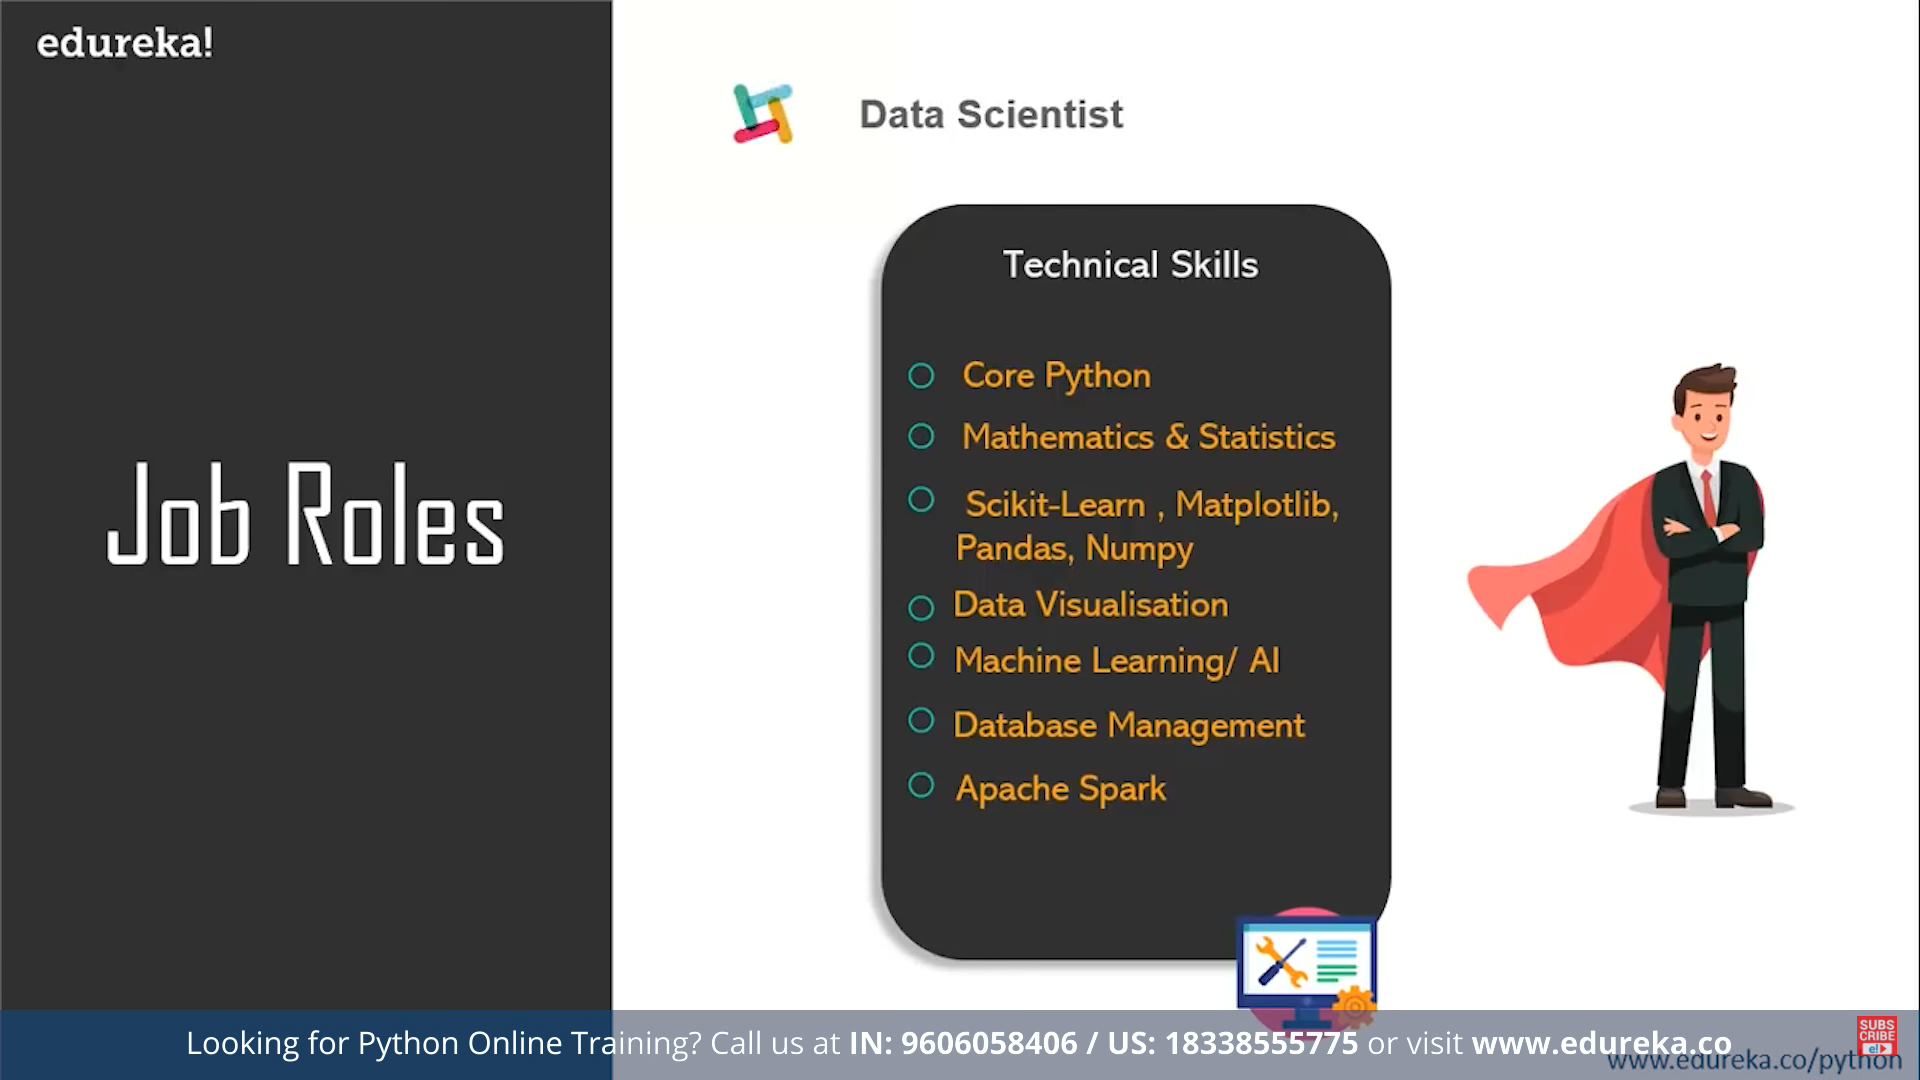 edureka!
Data Scientist
Job Roles
Technical Skills
Core Python
Mathematics & Statistics
Scikit-Learn , Matplotlib,
Pandas, Numpy
Data Visualisation
Machine Learning/ AI
Database Management
Apache Spark
Looking for Python Online Training? Call us at IN: 9606058406 / US: 18338555775 or visit www.edureka.co
www.edureka.co/python
SUBS
CRIBE
e!